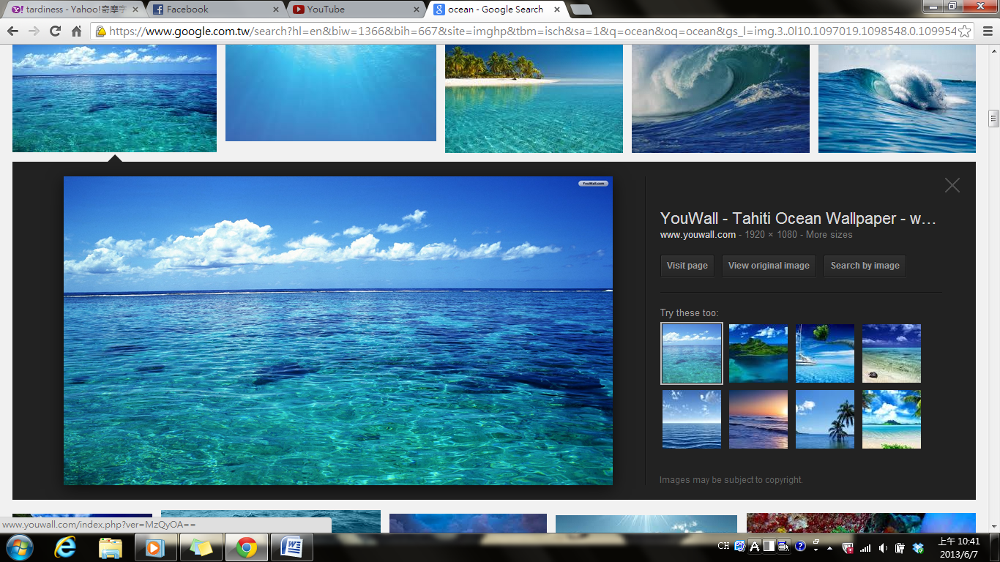 tardiness - Yahoo!奇摩字
Facebook
YouTube
ocean - Google Search
https://www.google.com.tw/search?hl=en&biw=1366&bih=667&site=imghp&tbm=isch&sa=1&q=ocean&oq=ocean&gs_l=img.3..0l10.1097019.1098548.0.109954
YouWall.com
YouWall - Tahiti Ocean Wallpaper - w…
www.youwall.com - 1920 × 1080 - More sizes
Visit page
View original image
Search by image
Try these too:
Images may be subject to copyright.
www.youwall.com/index.php?ver=MzQyOA==
CH
上午 10:41
2013/6/7